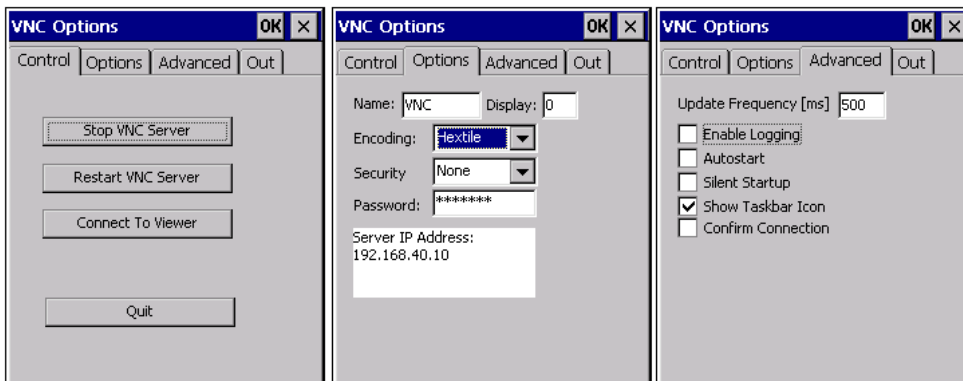 VNC Options OK ×
Control Options Advanced Out
Stop VNC Server
Restart VNC Server
Connect To Viewer
Quit
VNC Options OK ×
Control Options Advanced Out
Name: VNC Display: 0
Encoding: Hextile
Security None
Password: *******
Server IP Address:
192.168.40.10
VNC Options OK ×
Control Options Advanced Out
Update Frequency [ms] 500
Enable Logging
Autostart
Silent Startup
Show Taskbar Icon
Confirm Connection